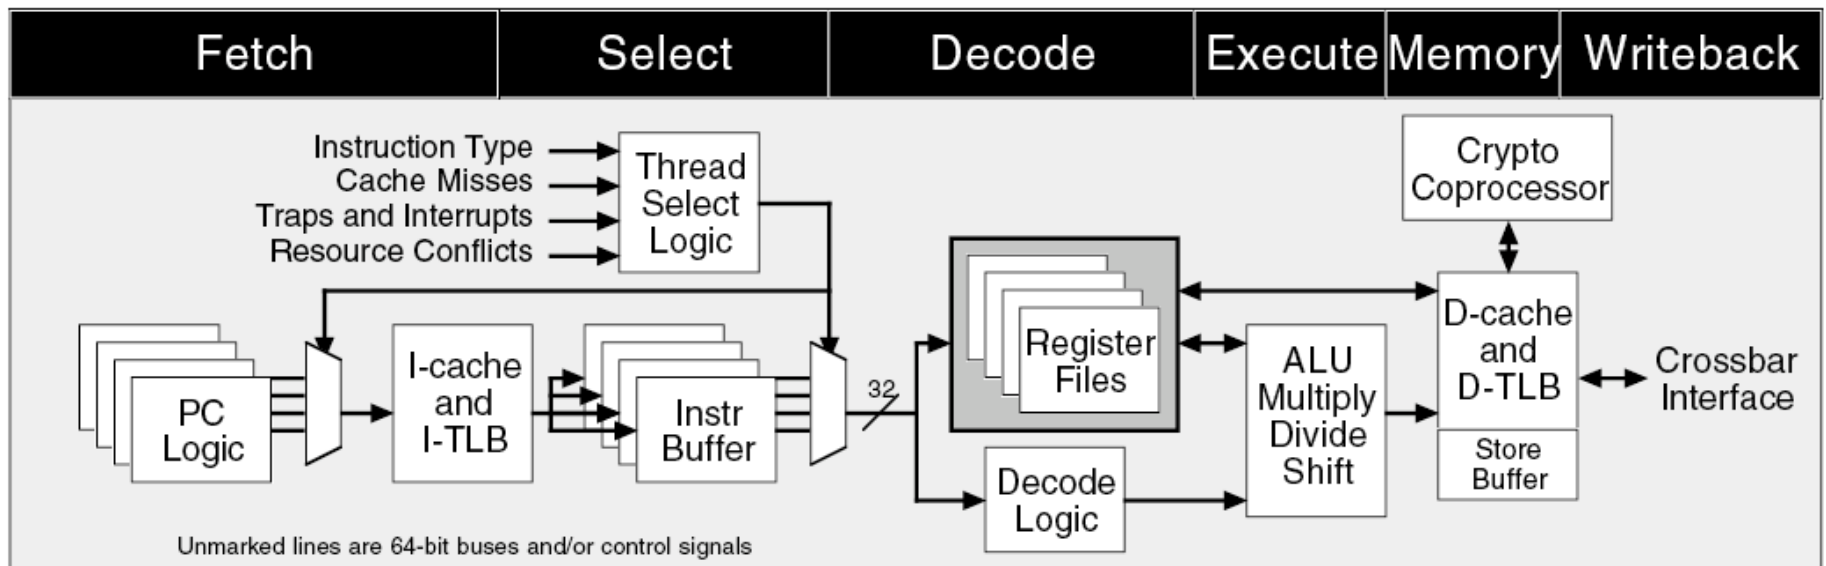 Fetch
Select
Decode
Execute
Memory
Writeback
Instruction Type
Cache Misses
Traps and Interrupts
Resource Conflicts
Thread
Select
Logic
Crypto
Coprocessor
PC
Logic
I-cache
and
I-TLB
Instr
Buffer
32
Register
Files
Decode
Logic
ALU
Multiply
Divide
Shift
D-cache
and
D-TLB
Store
Buffer
Crossbar
Interface
Unmarked lines are 64-bit buses and/or control signals